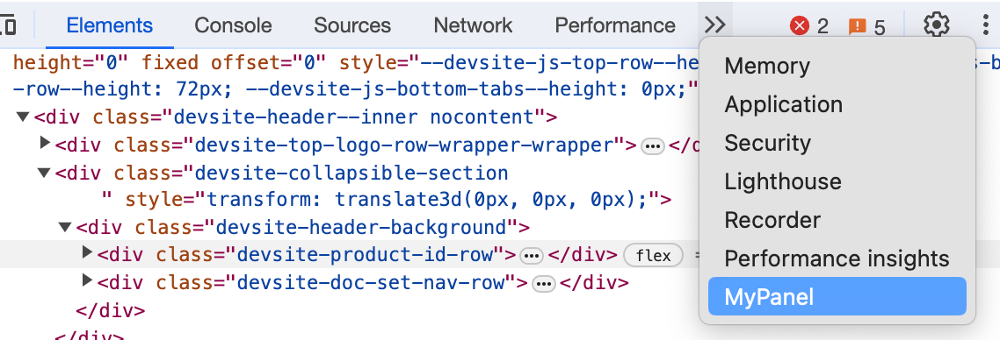 Elements Console Sources Network Performance 2 5
height="0" fixed offset="0" style="--devsite-js-top-row--he
-row--height: 72px; --devsite-js-bottom-tabs--height: 0px;"
<div class="devsite-header--inner nocontent">
<div class="devsite-top-logo-row-wrapper-wrapper"> … </d
<div class="devsite-collapsible-section
" style="transform: translate3d(0px, 0px, 0px);">
<div class="devsite-header-background">
<div class="devsite-product-id-row"> … </div> flex =
<div class="devsite-doc-set-nav-row"> … </div>
</div>
</div>
Memory
Application
Security
Lighthouse
Recorder
Performance insights
MyPanel